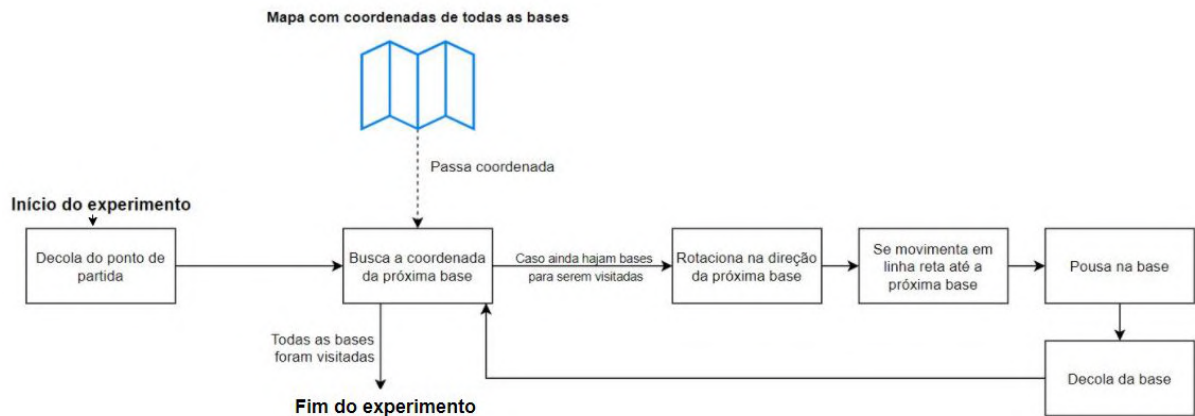 Mapa com coordenadas de todas as bases
Passa coordenada
Início do experimento
Decola do ponto de
partida
Busca a coordenada
da próxima base
Caso ainda hajam bases
para serem visitadas
Rotaciona na direção
da próxima base
Se movimenta em
linha reta até a
próxima base
Pousa na base
Decola da base
Todas as bases
foram visitadas
Fim do experimento